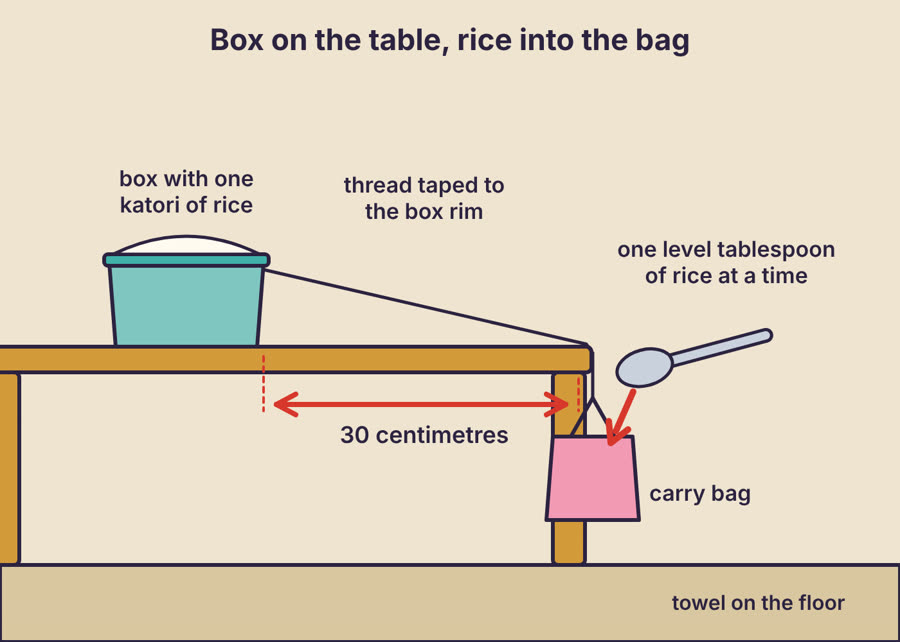 Box on the table, rice into the bag
box with one
katori of rice
thread taped to
the box rim
one level tablespoon
of rice at a time
30 centimetres
carry bag
towel on the floor